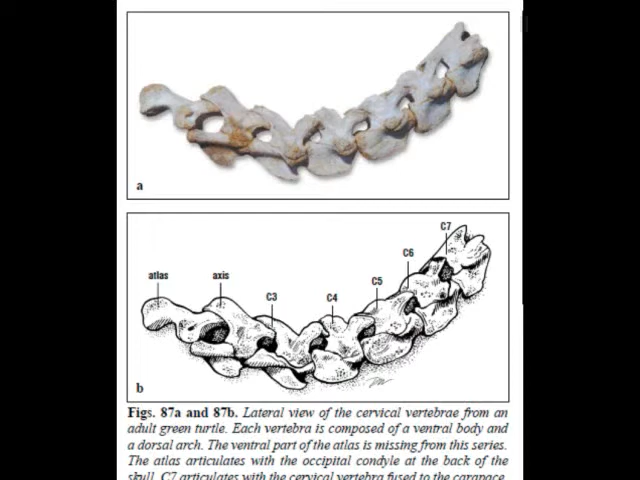 a
C7
C6
atlas
axis
C5
C3
C4
b
Figs. 87a and 87b. Lateral view of the cervical vertebrae from an
adult green turtle. Each vertebra is composed of a ventral body and
a dorsal arch. The ventral part of the atlas is missing from this series.
The atlas articulates with the occipital condyle at the back of the
skull. C7 articulates with the cervical vertebra fused to the carapace.